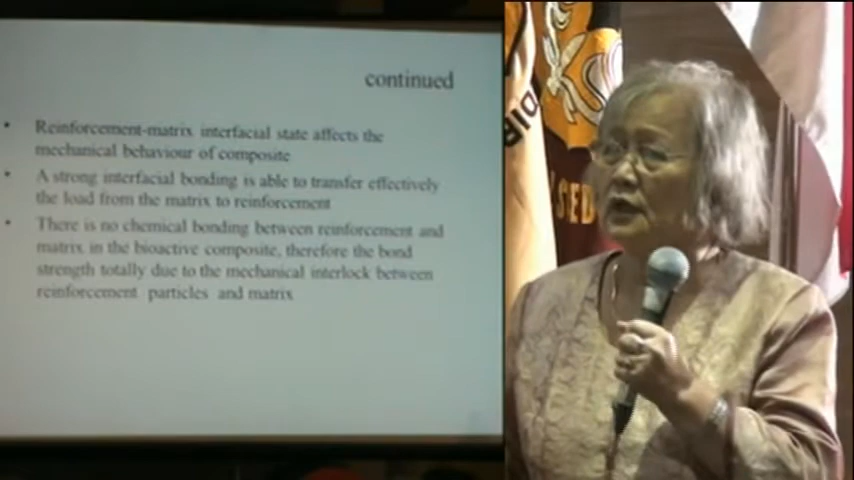 continued
• Reinforcement-matrix interfacial state affects the
mechanical behaviour of composite
• A strong interfacial bonding is able to transfer effectively
the load from the matrix to reinforcement
• There is no chemical bonding between reinforcement and
matrix in the bioactive composite, therefore the bond
strength totally due to the mechanical interlock between
reinforcement particles and matrix